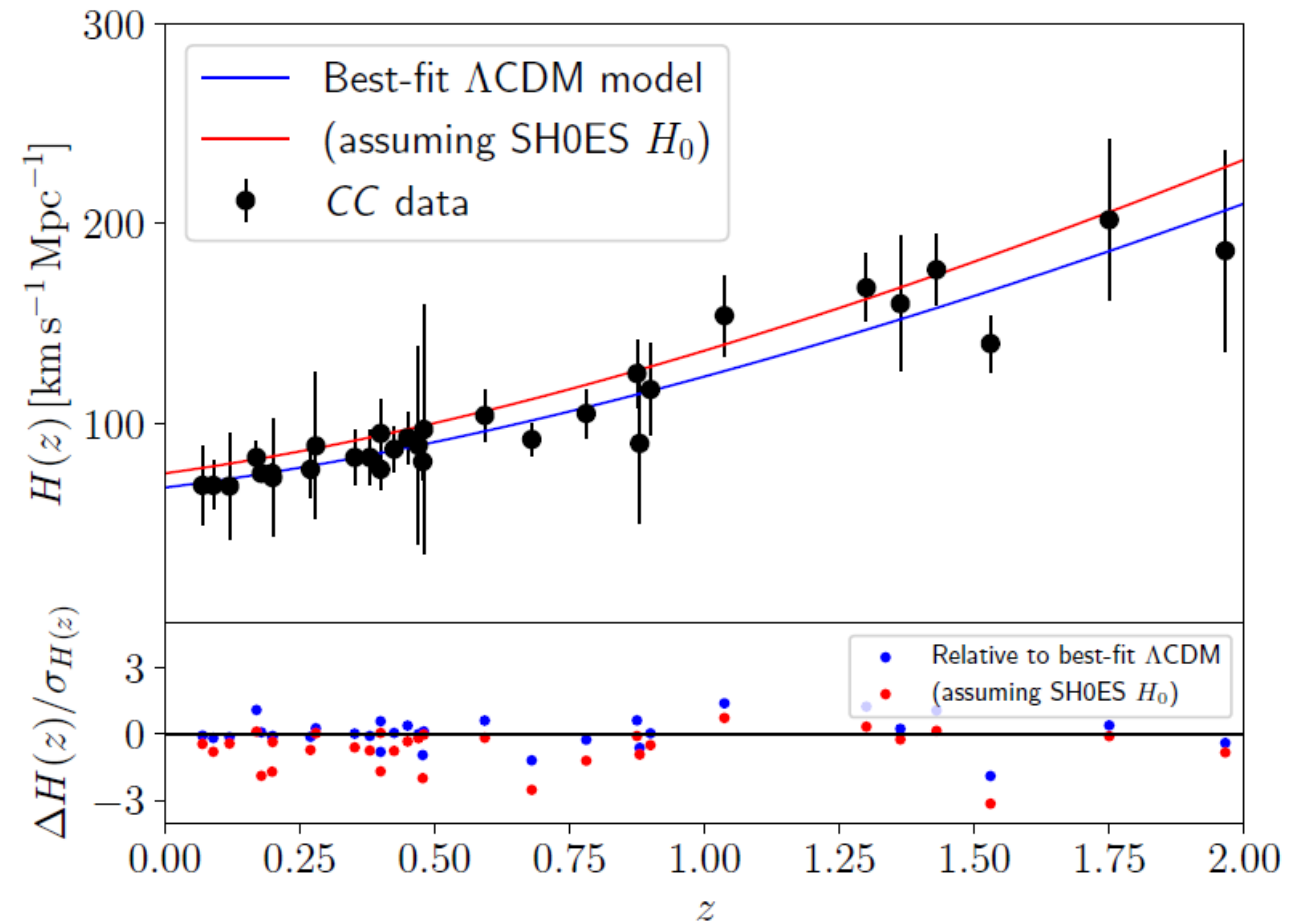 300
200
100
H(z) [km s⁻¹ Mpc⁻¹]
Best-fit ΛCDM model
(assuming SH0ES H₀)
CC data
3
0
−3
ΔH(z)/σ_H(z)
Relative to best-fit ΛCDM
(assuming SH0ES H₀)
0.00 0.25 0.50 0.75 1.00 1.25 1.50 1.75 2.00
z